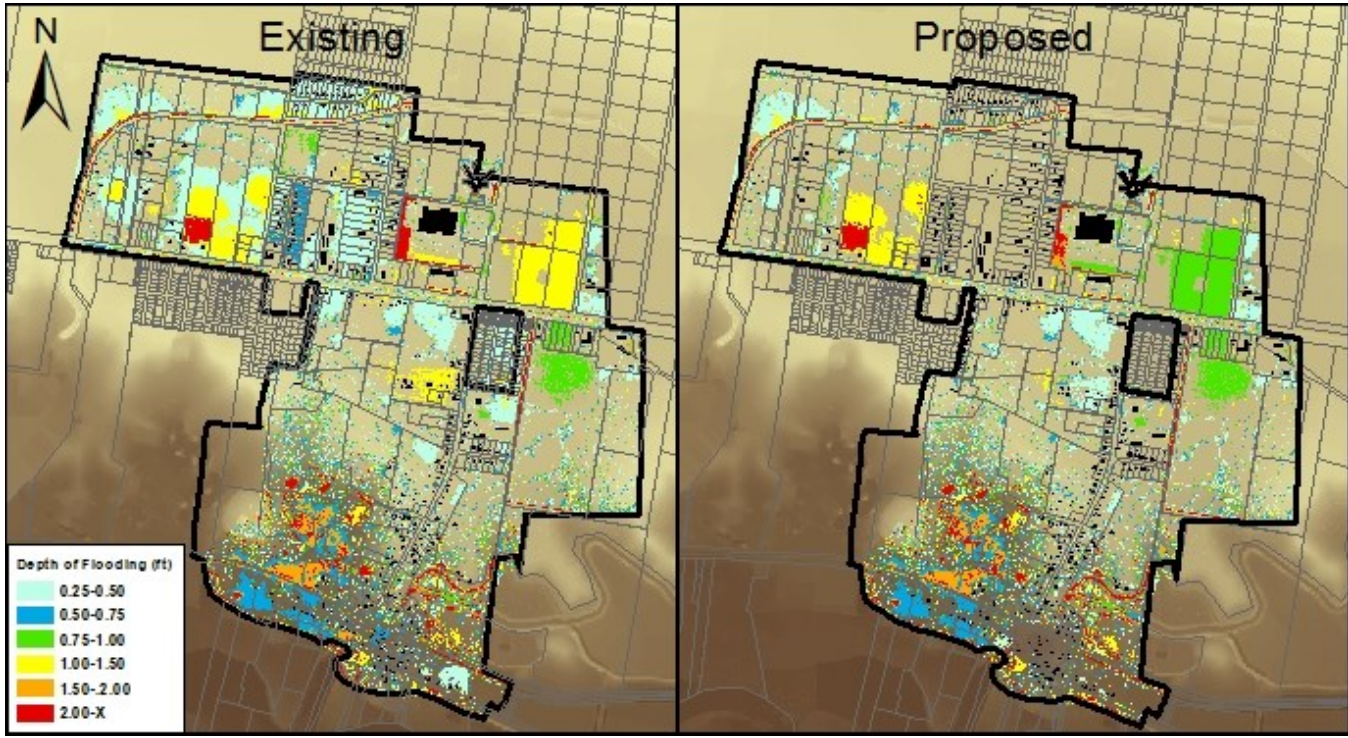 Existing
Proposed
N
Depth of Flooding (ft)
0.25-0.50
0.50-0.75
0.75-1.00
1.00-1.50
1.50-.2.00
2.00-X